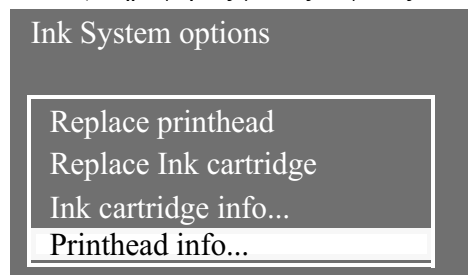 Ink System options
Replace printhead
Replace Ink cartridge
Ink cartridge info...
Printhead info...